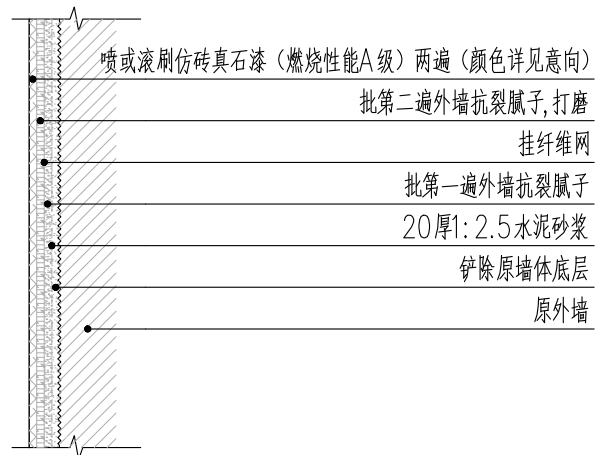 喷或滚刷仿砖真石漆（燃烧性能A级）两遍（颜色详见意向）
批第二遍外墙抗裂腻子,打磨
挂纤维网
批第一遍外墙抗裂腻子
20厚1:2.5水泥砂浆
铲除原墙体底层
原外墙